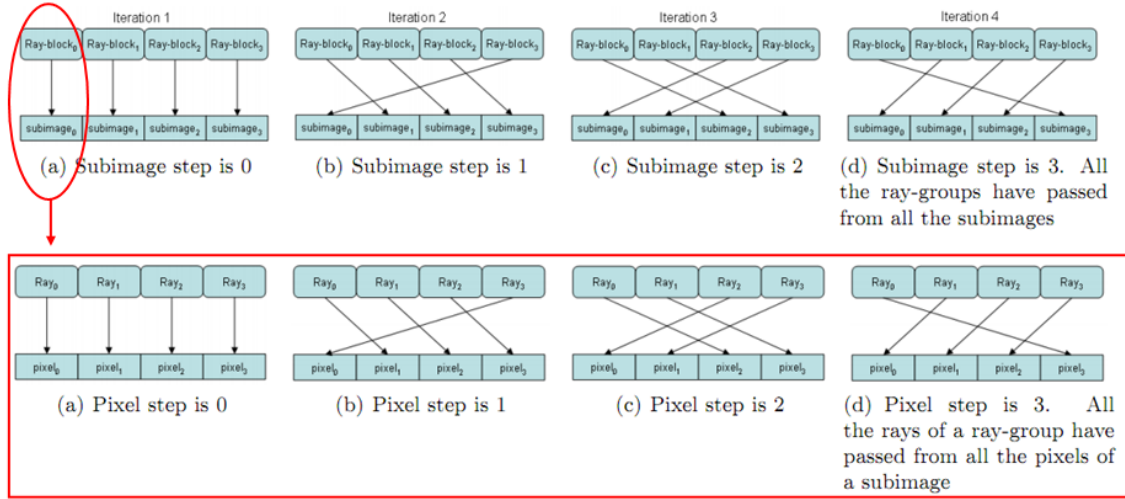 Iteration 1
Iteration 2
Iteration 3
Iteration 4
Ray-block₀ Ray-block₁ Ray-block₂ Ray-block₃
Ray-block₀ Ray-block₁ Ray-block₂ Ray-block₃
Ray-block₀ Ray-block₁ Ray-block₂ Ray-block₃
Ray-block₀ Ray-block₁ Ray-block₂ Ray-block₃
subimage₀ subimage₁ subimage₂ subimage₃
subimage₀ subimage₁ subimage₂ subimage₃
subimage₀ subimage₁ subimage₂ subimage₃
subimage₀ subimage₁ subimage₂ subimage₃
(a) Subimage step is 0
(b) Subimage step is 1
(c) Subimage step is 2
(d) Subimage step is 3. All
the ray-groups have passed
from all the subimages
Ray₀ Ray₁ Ray₂ Ray₃
Ray₀ Ray₁ Ray₂ Ray₃
Ray₀ Ray₁ Ray₂ Ray₃
Ray₀ Ray₁ Ray₂ Ray₃
pixel₀ pixel₁ pixel₂ pixel₃
pixel₀ pixel₁ pixel₂ pixel₃
pixel₀ pixel₁ pixel₂ pixel₃
pixel₀ pixel₁ pixel₂ pixel₃
(a) Pixel step is 0
(b) Pixel step is 1
(c) Pixel step is 2
(d) Pixel step is 3. All
the rays of a ray-group have
passed from all the pixels of
a subimage